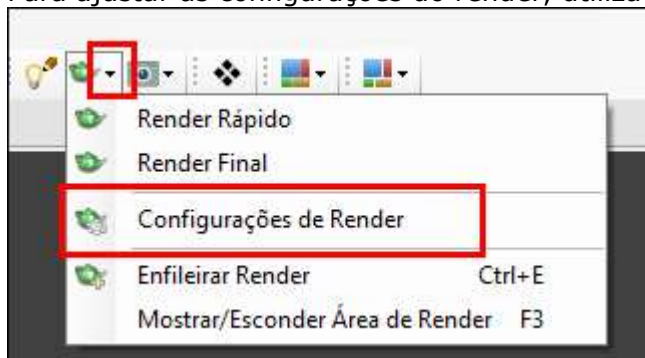 Para ajustar as configurações do render, utiliza
Render Rápido
Render Final
Configurações de Render
Enfileirar Render Ctrl+E
Mostrar/Esconder Área de Render F3